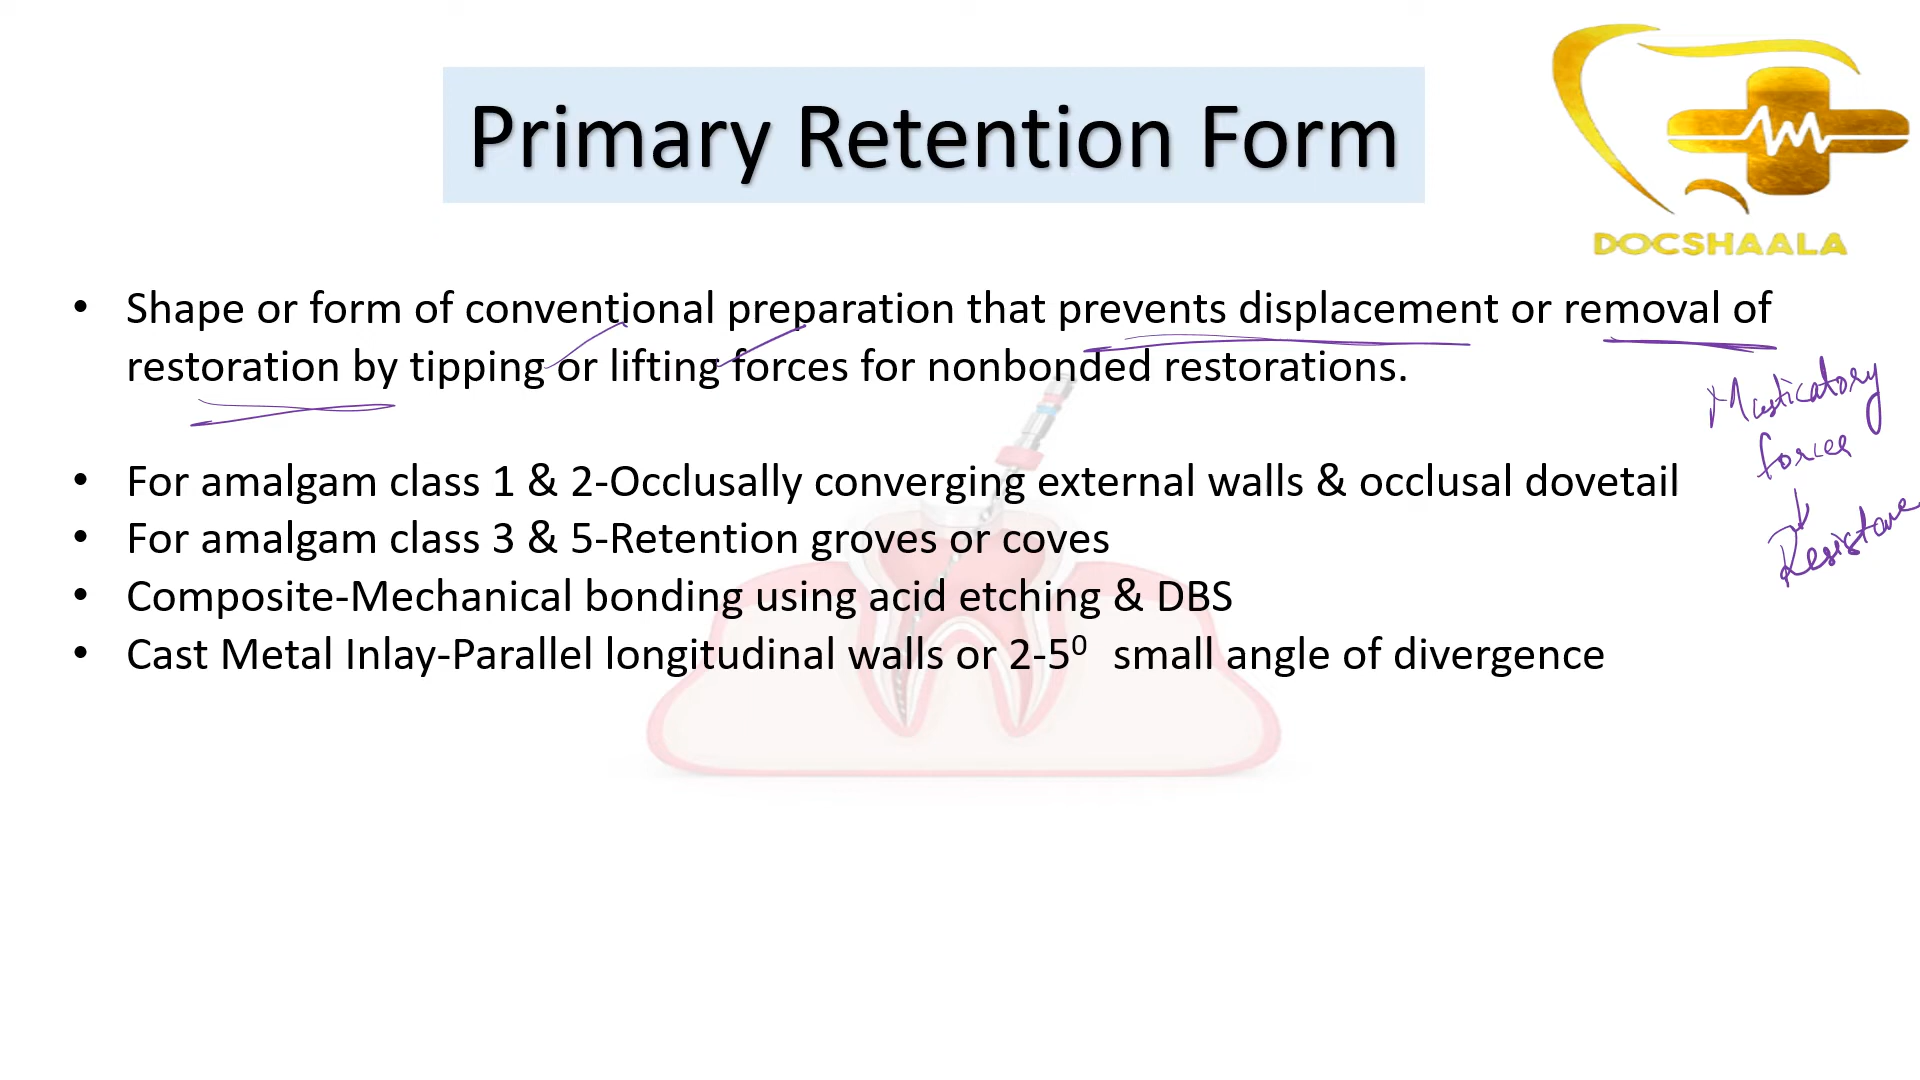 Primary Retention Form
DOCSHAALA
• Shape or form of conventional preparation that prevents displacement or removal of
restoration by tipping or lifting forces for nonbonded restorations.
Masticatory
forces
Resistance
• For amalgam class 1 & 2-Occlusally converging external walls & occlusal dovetail
• For amalgam class 3 & 5-Retention groves or coves
• Composite-Mechanical bonding using acid etching & DBS
• Cast Metal Inlay-Parallel longitudinal walls or 2-5⁰ small angle of divergence